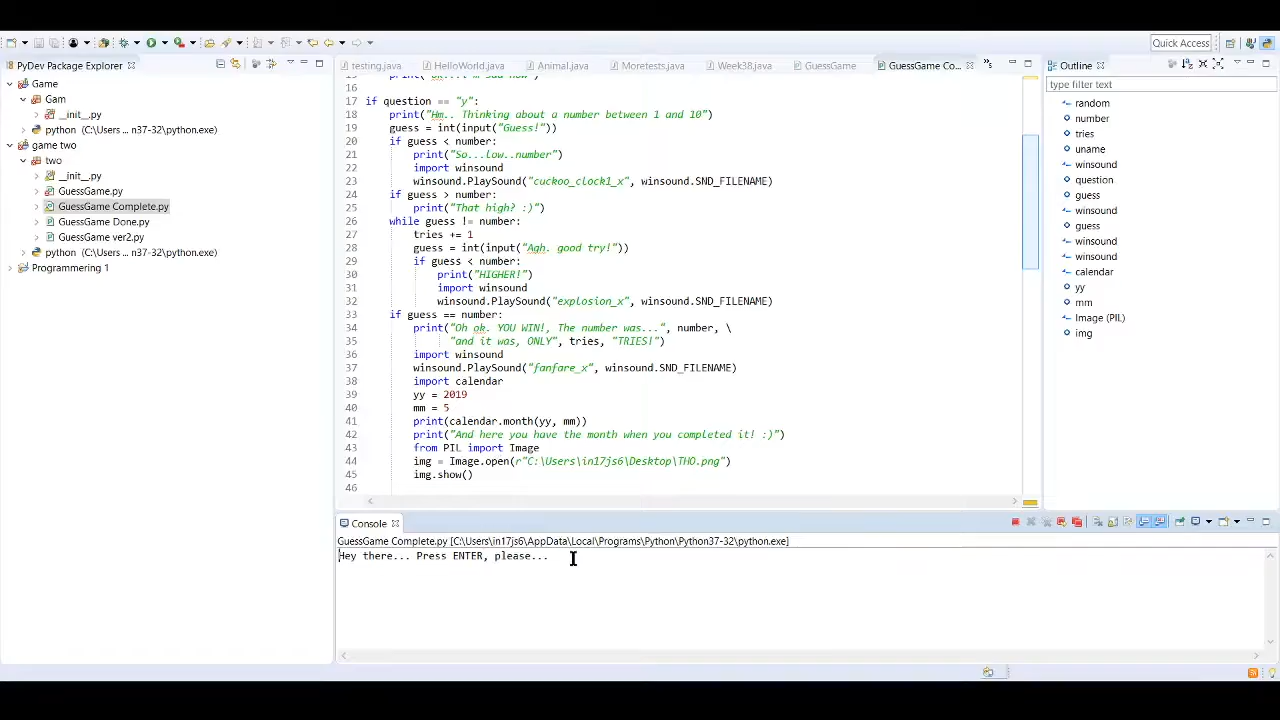 Quick Access
PyDev Package Explorer
testing.java
HelloWorld.java
Animal.java
Moretests.java
Week38.java
GuessGame
GuessGame Co...
Outline
type filter text
Game
Gam
__init__.py
python (C:\Users ... n37-32\python.exe)
game two
two
__init__.py
GuessGame.py
GuessGame Complete.py
GuessGame Done.py
GuessGame ver2.py
python (C:\Users ... n37-32\python.exe)
Programmering 1
16
17 if question == "y":
18 print("Hm.. Thinking about a number between 1 and 10")
19 guess = int(input("Guess!"))
20 if guess < number:
21 print("So...low..number")
22 import winsound
23 winsound.PlaySound("cuckoo_clock1_x", winsound.SND_FILENAME)
24 if guess > number:
25 print("That high? :)")
26 while guess != number:
27 tries += 1
28 guess = int(input("Agh. good try!"))
29 if guess < number:
30 print("HIGHER!")
31 import winsound
32 winsound.PlaySound("explosion_x", winsound.SND_FILENAME)
33 if guess == number:
34 print("Oh ok. YOU WIN!, The number was...", number, \
35 "and it was, ONLY", tries, "TRIES!")
36 import winsound
37 winsound.PlaySound("fanfare_x", winsound.SND_FILENAME)
38 import calendar
39 yy = 2019
40 mm = 5
41 print(calendar.month(yy, mm))
42 print("And here you have the month when you completed it! :)")
43 from PIL import Image
44 img = Image.open(r"C:\Users\in17js6\Desktop\THO.png")
45 img.show()
46
random
number
tries
uname
winsound
question
guess
winsound
guess
winsound
winsound
calendar
yy
mm
Image (PIL)
img
Console
GuessGame Complete.py [C:\Users\in17js6\AppData\Local\Programs\Python\Python37-32\python.exe]
Hey there... Press ENTER, please...